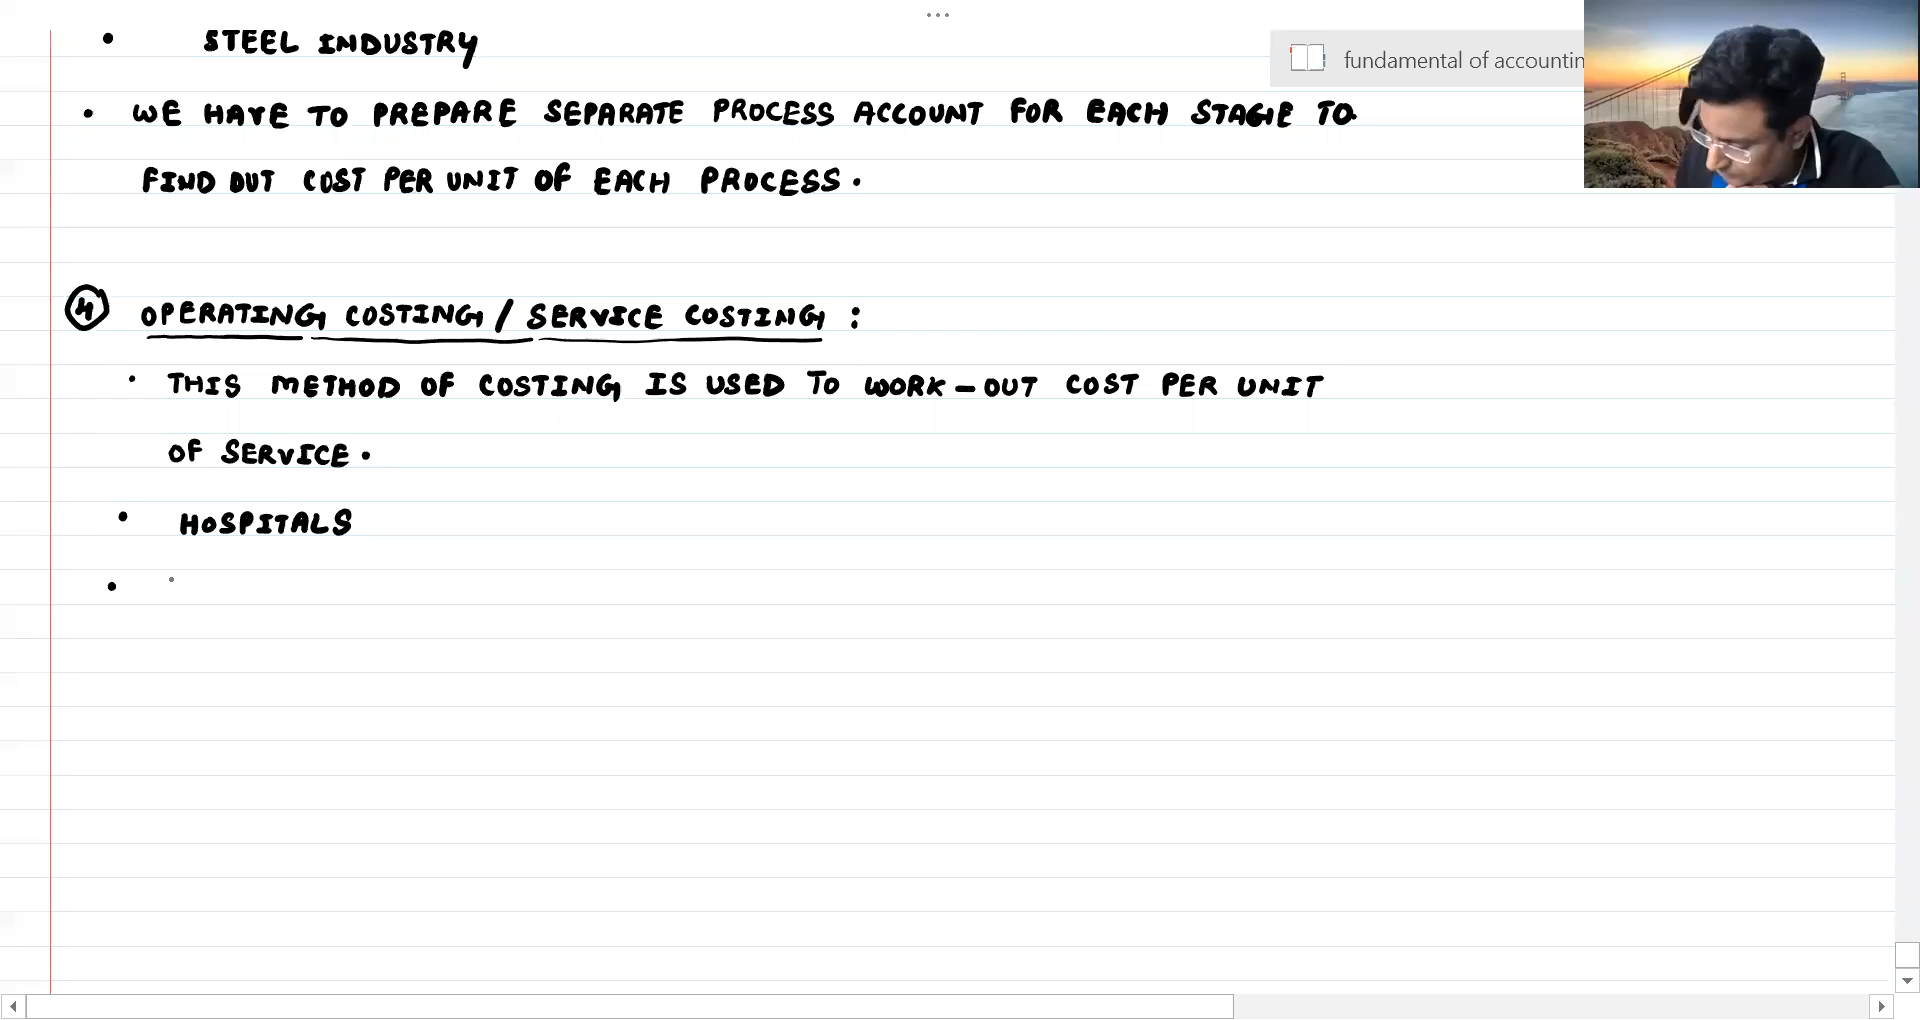 • STEEL INDUSTRY
fundamental of accountin
• WE HAVE TO PREPARE SEPARATE PROCESS ACCOUNT FOR EACH STAGE TO
FIND OUT COST PER UNIT OF EACH PROCESS.
④ OPERATING COSTING / SERVICE COSTING :
• THIS METHOD OF COSTING IS USED TO WORK-OUT COST PER UNIT
OF SERVICE.
• HOSPITALS
•